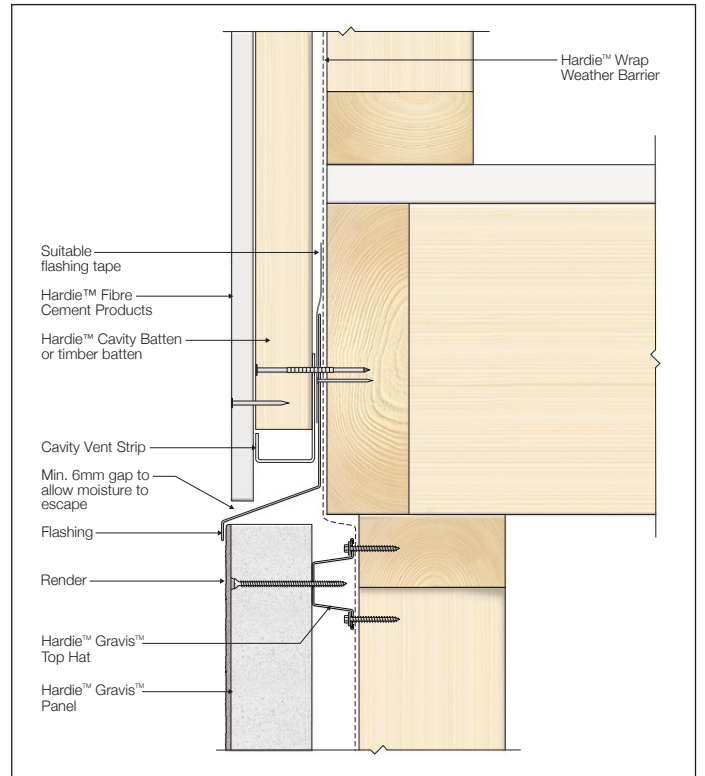 Hardie™ Wrap
Weather Barrier
Suitable
flashing tape
Hardie™ Fibre
Cement Products
Hardie™ Cavity Batten
or timber batten
Cavity Vent Strip
Min. 6mm gap to
allow moisture to
escape
Flashing
Render
Hardie™ Gravis™
Top Hat
Hardie™ Gravis™
Panel